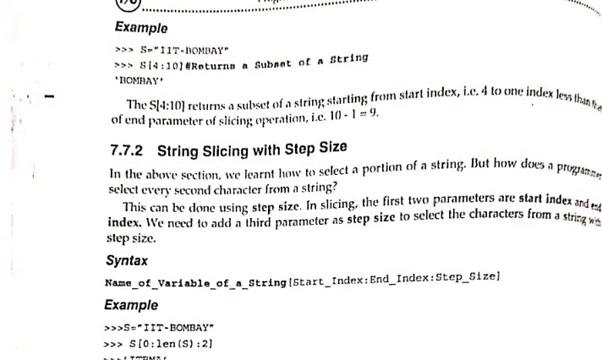 Example
>>> S="IIT-BOMBAY"
>>> S[4:10]#Returns a Subset of a String
'BOMBAY'
The S[4:10] returns a subset of a string starting from start index, i.e. 4 to one index less than
of end parameter of slicing operation, i.e. 10 - 1 = 9.
7.7.2 String Slicing with Step Size
In the above section, we learnt how to select a portion of a string. But how does a programmer
select every second character from a string?
This can be done using step size. In slicing, the first two parameters are start index and end
index. We need to add a third parameter as step size to select the characters from a string with
step size.
Syntax
Name_of_Variable_of_a_String[Start_Index:End_Index:Step_Size]
Example
>>>S="IIT-BOMBAY"
>>> S[0:len(S):2]